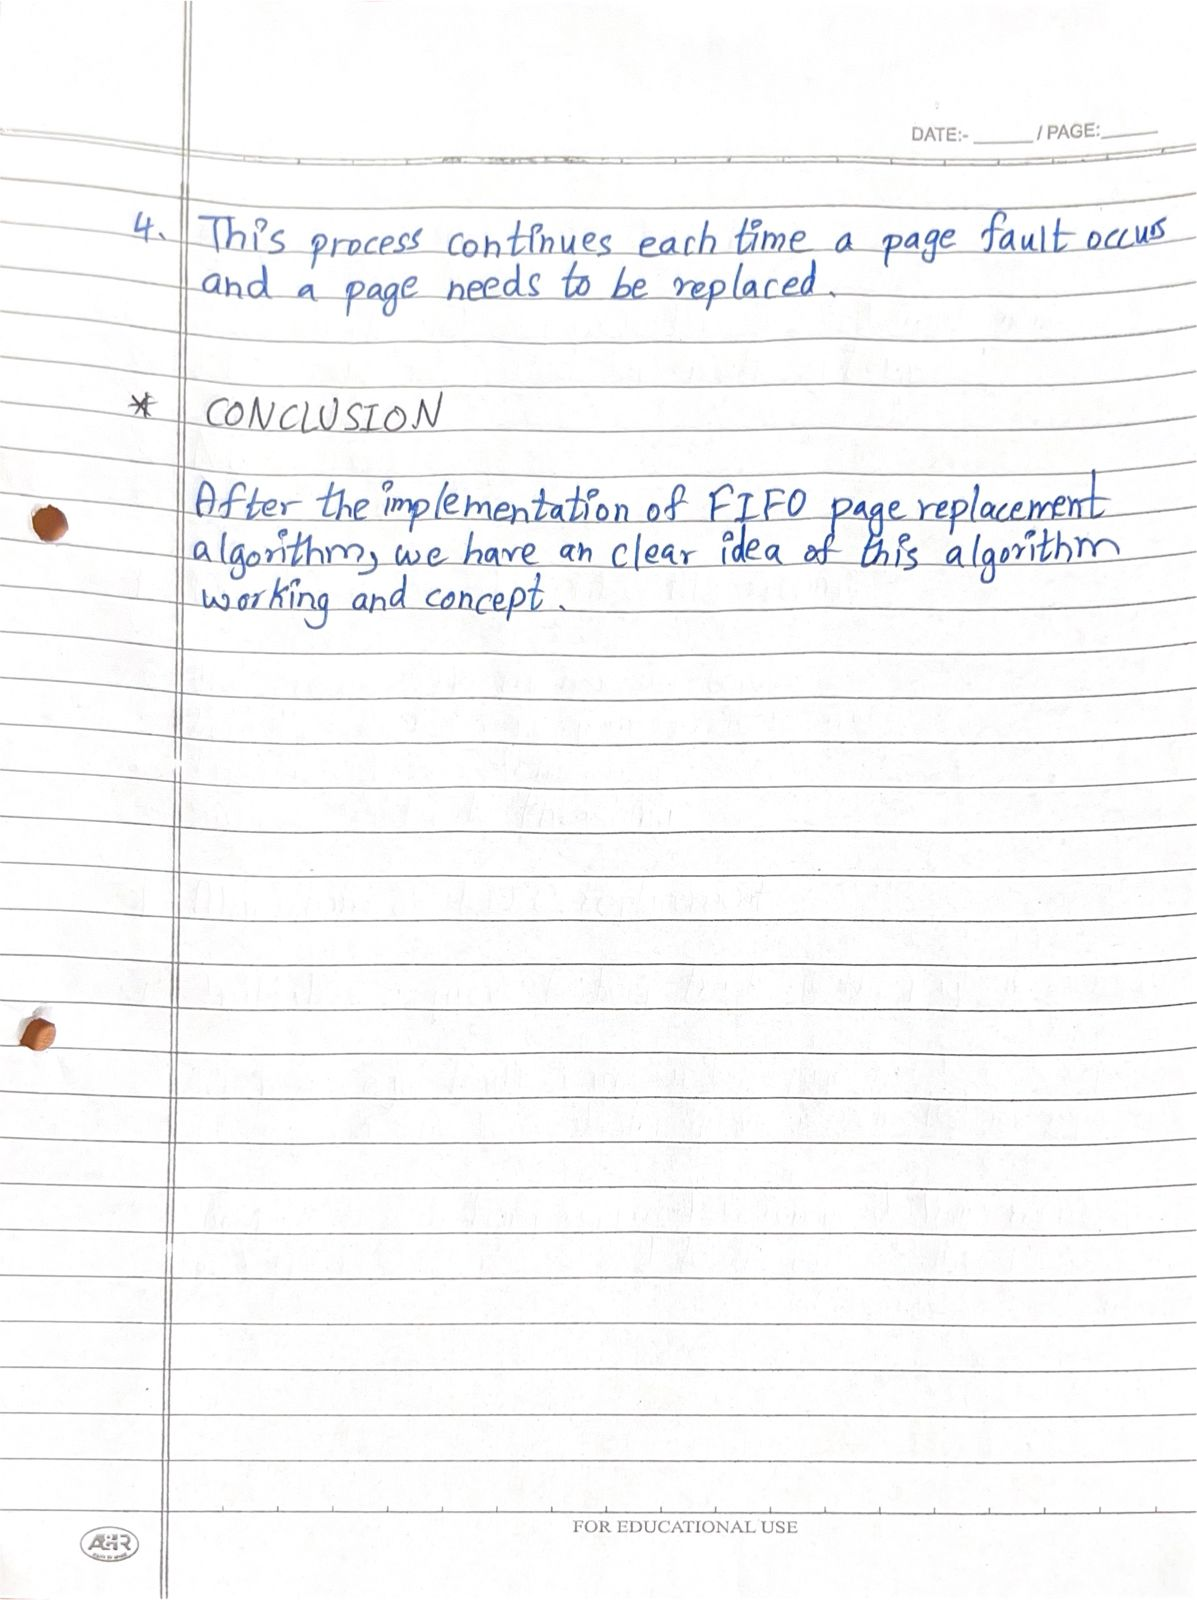 DATE:- ______ / PAGE:______
4. This process continues each time a page fault occurs
and a page needs to be replaced.
* CONCLUSION
After the implementation of FIFO page replacement
algorithm, we have an clear idea of this algorithm
working and concept.
FOR EDUCATIONAL USE